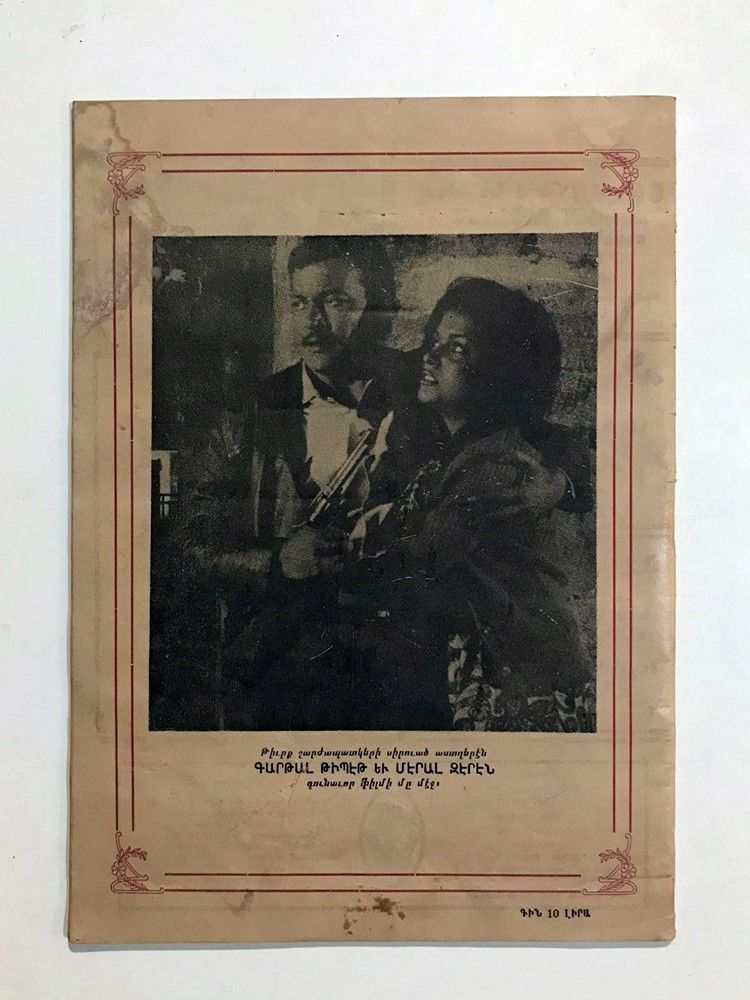 Թիւրք շարժապատկերի սիրուած աստղերէն
ԳԱՐԹԱԼ ԹԻՊԷԹ ԵՒ ՄԷՐԱԼ ԶԷՐԷՆ
գունաւոր ֆիլմի մը մէջ։
ԳԻՆ 10 ԼԻՐԱ